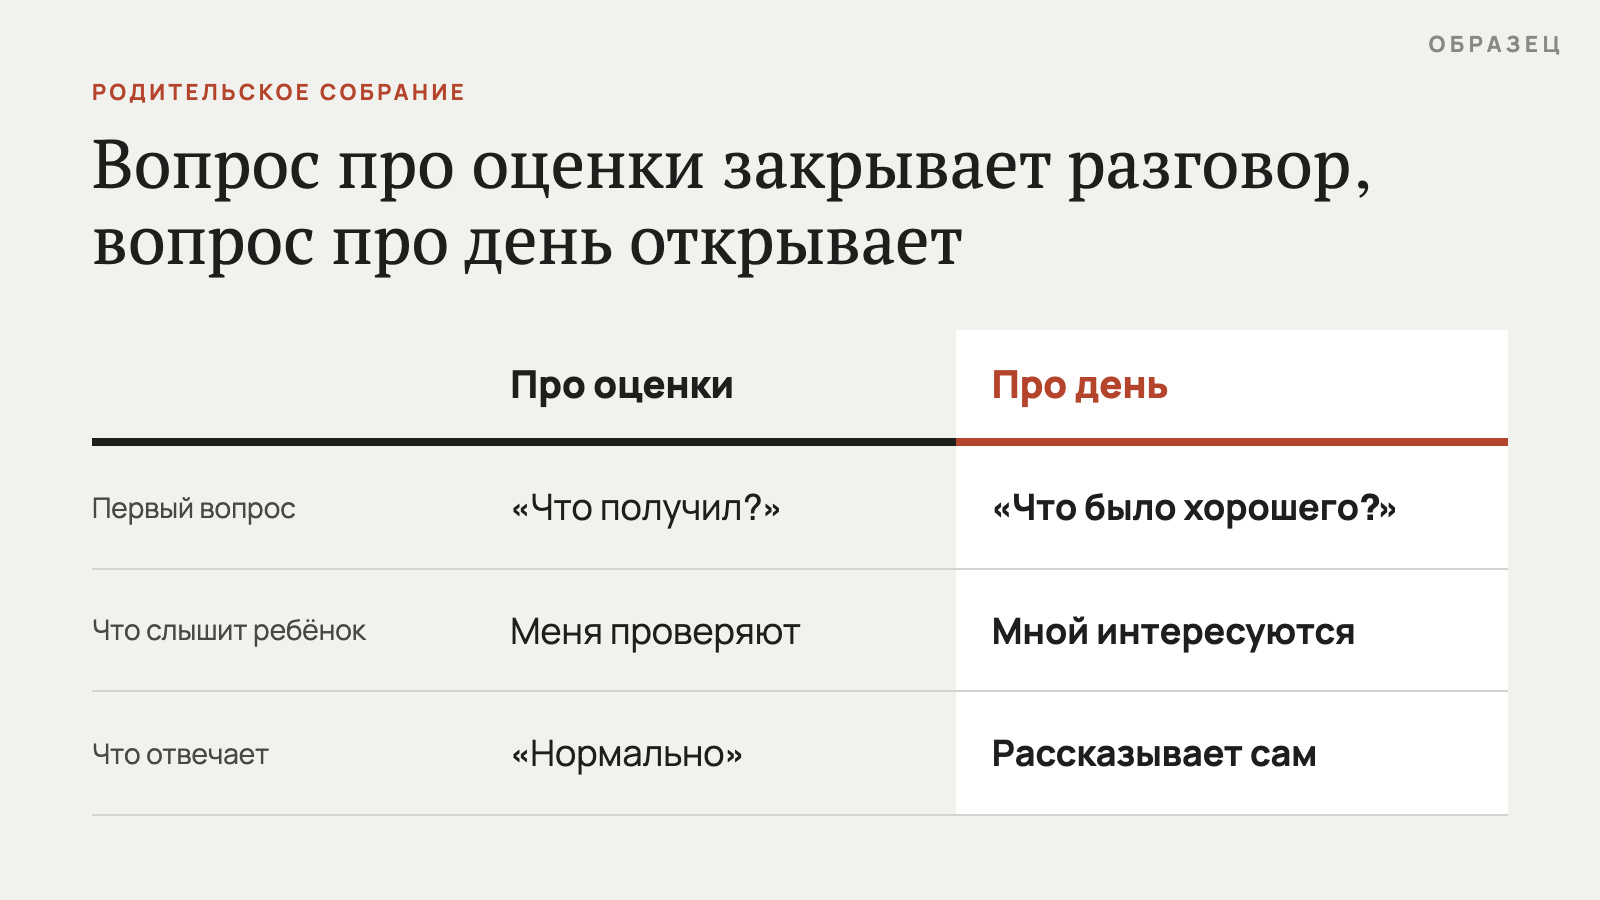 ОБРАЗЕЦ
РОДИТЕЛЬСКОЕ СОБРАНИЕ
Вопрос про оценки закрывает разговор,
вопрос про день открывает
Про оценки Про день
Первый вопрос «Что получил?» «Что было хорошего?»
Что слышит ребёнок Меня проверяют Мной интересуются
Что отвечает «Нормально» Рассказывает сам